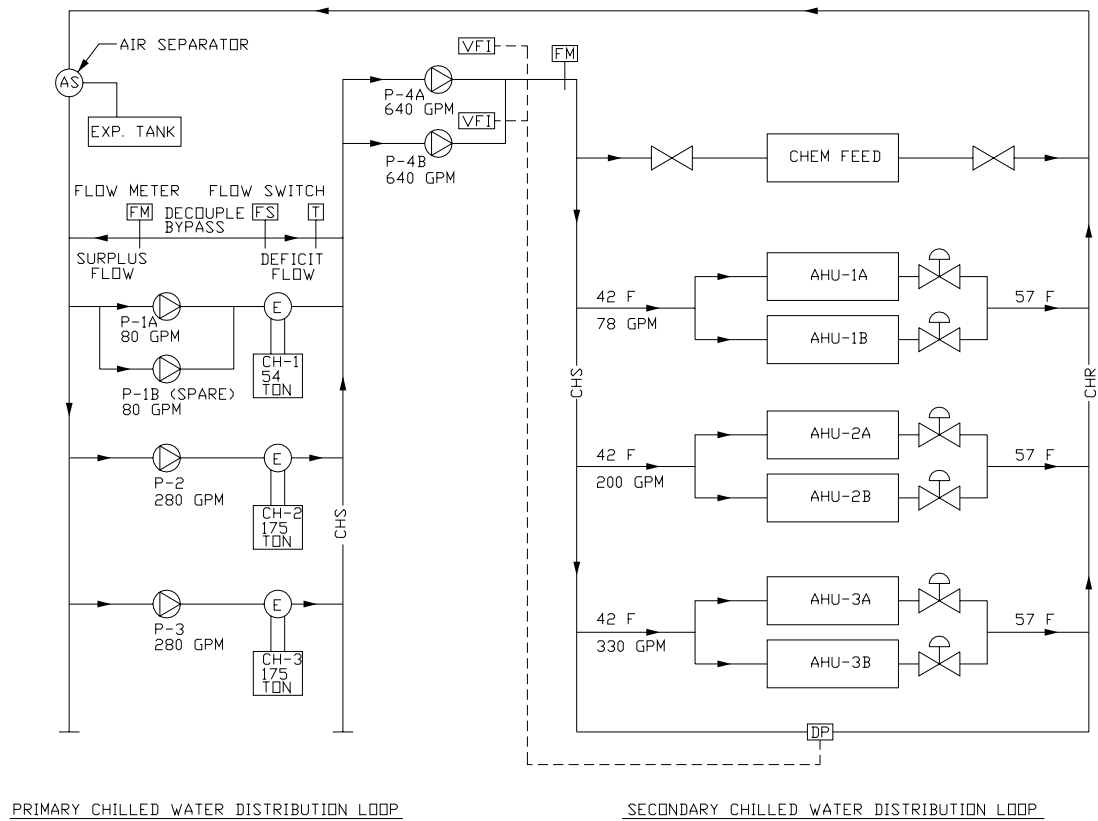 AIR SEPARATOR
AS
EXP. TANK
VFI
FM
P-4A
640 GPM
VFI
P-4B
640 GPM
CHEM FEED
FLOW METER
FLOW SWITCH
FM
DECOUPLE
BYPASS
FS
T
SURPLUS
FLOW
DEFICIT
FLOW
P-1A
80 GPM
E
CH-1
54
TON
P-1B (SPARE)
80 GPM
P-2
280 GPM
E
CH-2
175
TON
CHS
P-3
280 GPM
E
CH-3
175
TON
42 F
78 GPM
AHU-1A
AHU-1B
57 F
CHS
CHR
42 F
200 GPM
AHU-2A
AHU-2B
57 F
42 F
330 GPM
AHU-3A
AHU-3B
57 F
DP
PRIMARY CHILLED WATER DISTRIBUTION LOOP
SECONDARY CHILLED WATER DISTRIBUTION LOOP